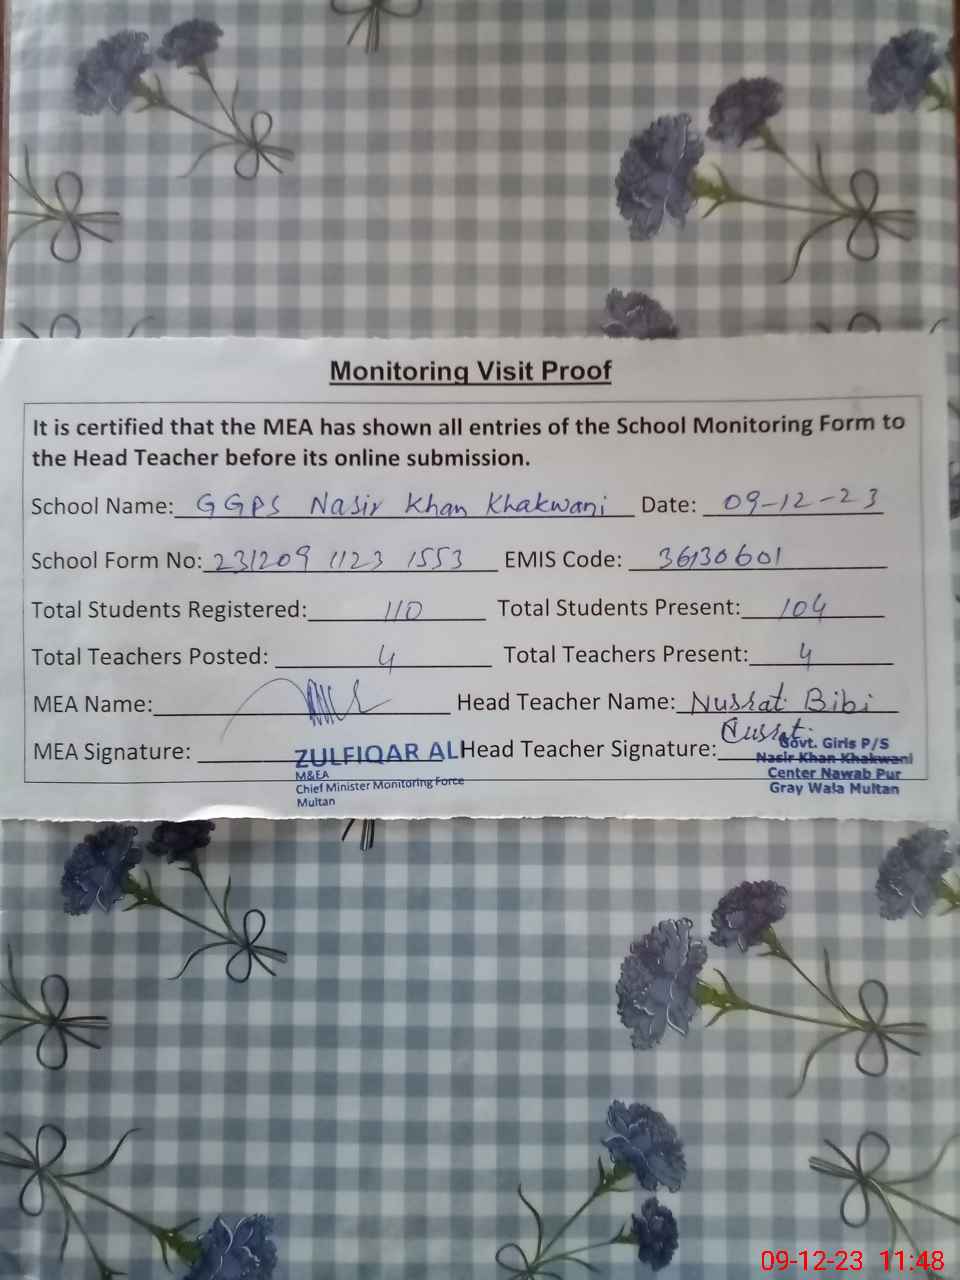 Monitoring Visit Proof
It is certified that the MEA has shown all entries of the School Monitoring Form to
the Head Teacher before its online submission.
School Name: GGPS Nasir Khan Khakwani Date: 09-12-23
School Form No: 231209 1123 1553 EMIS Code: 36130601
Total Students Registered: 110 Total Students Present: 104
Total Teachers Posted: 4 Total Teachers Present: 4
MEA Name: Head Teacher Name: Nusrat Bibi
MEA Signature: Head Teacher Signature: Nusrat
ZULFIQAR ALI
M&EA
Chief Minister Monitoring Force
Multan
Govt. Girls P/S
Nasir Khan Khakwani
Center Nawab Pur
Gray Wala Multan
09-12-23 11:48